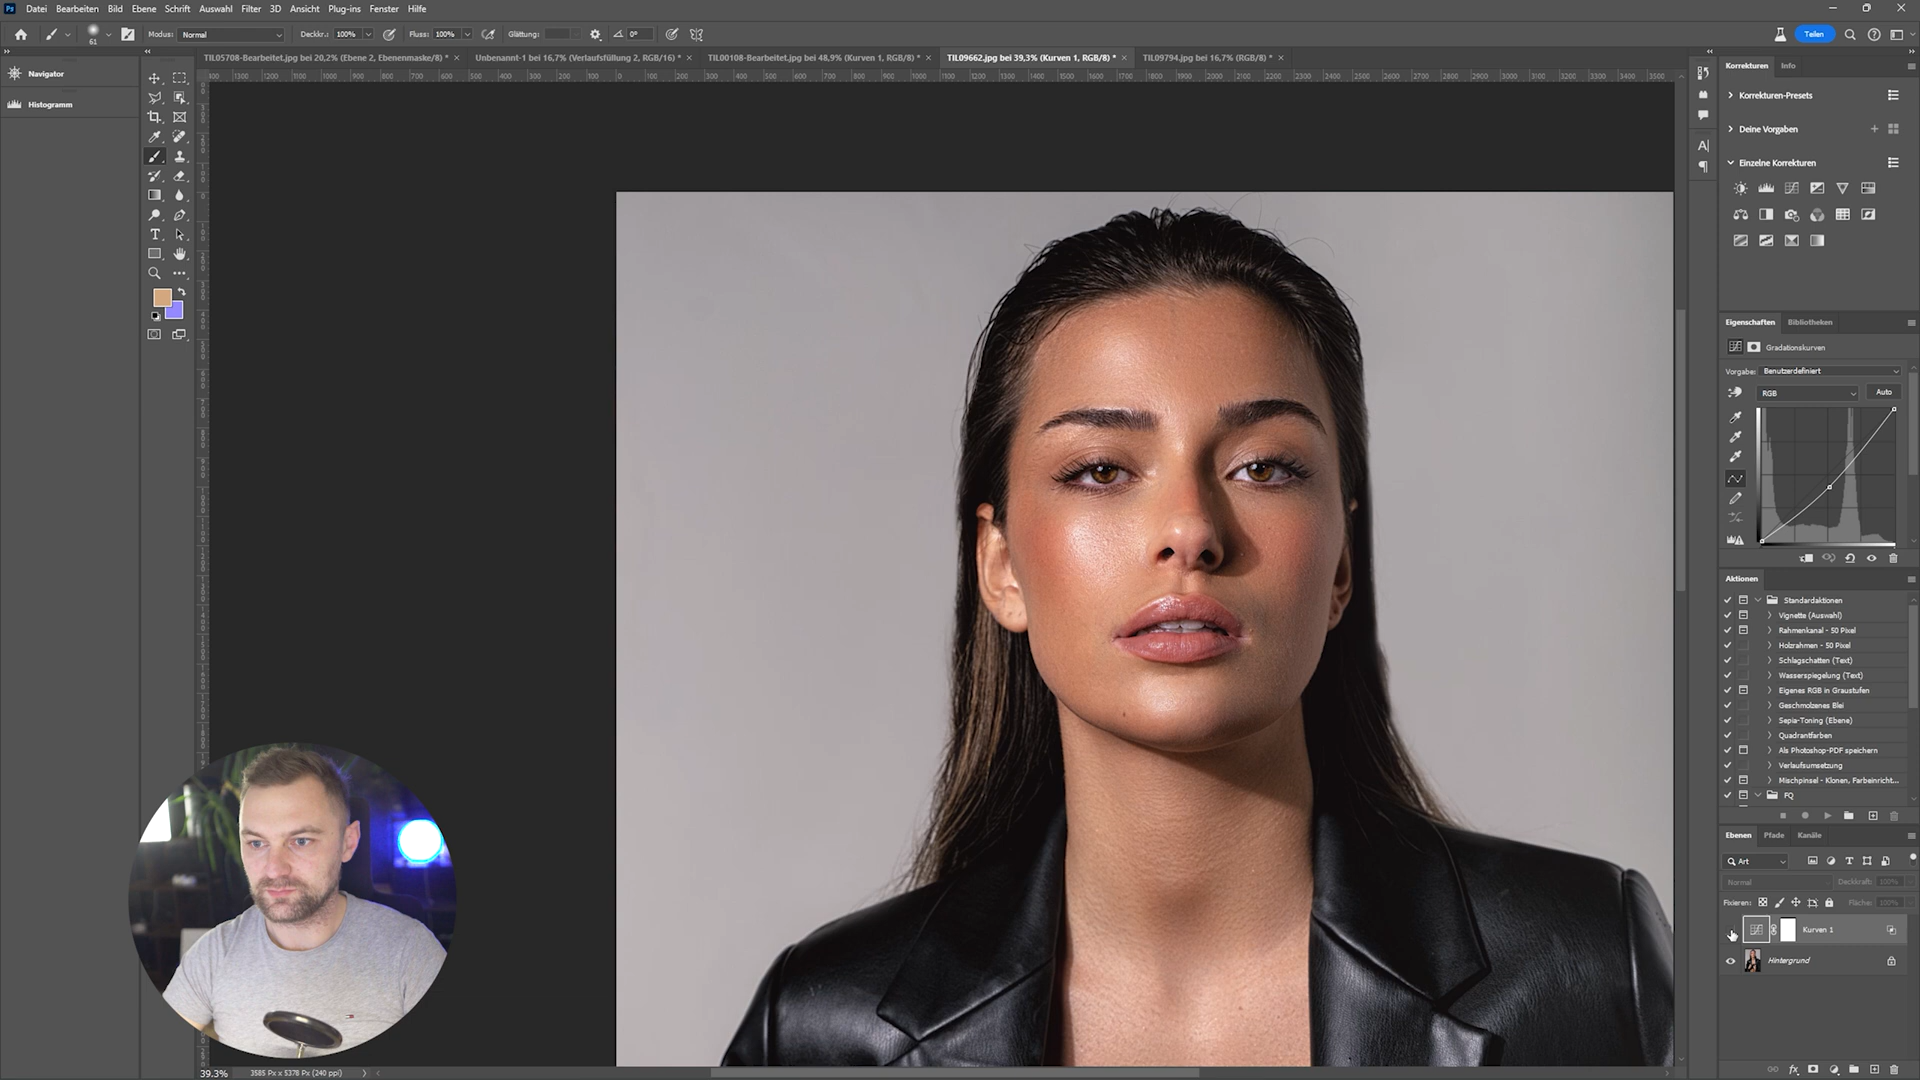 Ps Datei Bearbeiten Bild Ebene Schrift Auswahl Filter 3D Ansicht Plug-ins Fenster Hilfe
61 Modus: Normal Deckkr.: 100% Fluss: 100% Glättung: 0° Teilen
TIL05708-Bearbeitet.jpg bei 20,2% (Ebene 2, Ebenenmaske/8) * × Unbenannt-1 bei 16,7% (Verlaufsfüllung 2, RGB/16) * × TIL00108-Bearbeitet.jpg bei 48,9% (Kurven 1, RGB/8) * × TIL09662.jpg bei 39,3% (Kurven 1, RGB/8) * × TIL09794.jpg bei 16,7% (RGB/8) * ×
Navigator
Histogramm
Korrekturen Info
Korrekturen-Presets
Deine Vorgaben
Einzelne Korrekturen
Eigenschaften Bibliotheken
Gradationskurven
Vorgabe: Benutzerdefiniert
RGB Auto
Aktionen
Standardaktionen
Vignette (Auswahl)
Rahmenkanal - 50 Pixel
Holzrahmen - 50 Pixel
Schlagschatten (Text)
Wasserspiegelung (Text)
Eigenes RGB in Graustufen
Geschmolzenes Blei
Sepia-Toning (Ebene)
Quadrantfarben
Als Photoshop-PDF speichern
Verlaufsumsetzung
Mischpinsel - Klonen, Farbeinricht...
FQ
Ebenen Pfade Kanäle
Art
Normal Deckkraft: 100%
Fixieren: Fläche: 100%
Kurven 1
Hintergrund
39.3% 3585 Px x 5378 Px (240 ppi)